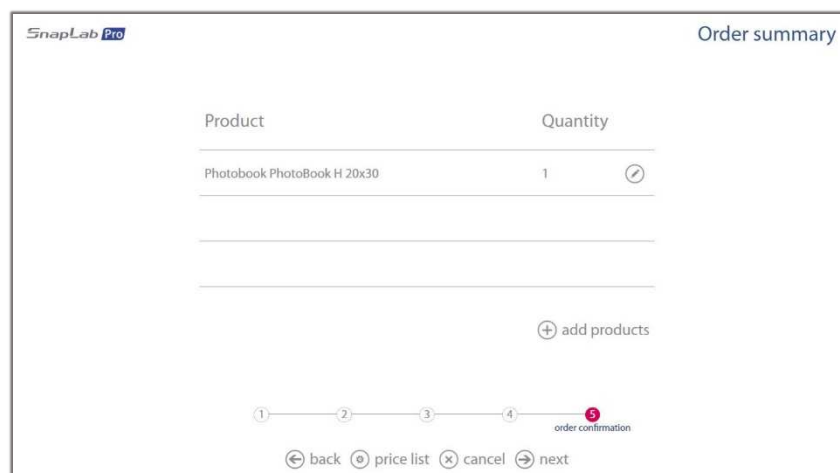 SnapLab Pro
Order summary
Product Quantity
Photobook PhotoBook H 20x30 1
add products
1 2 3 4 5
order confirmation
back price list cancel next